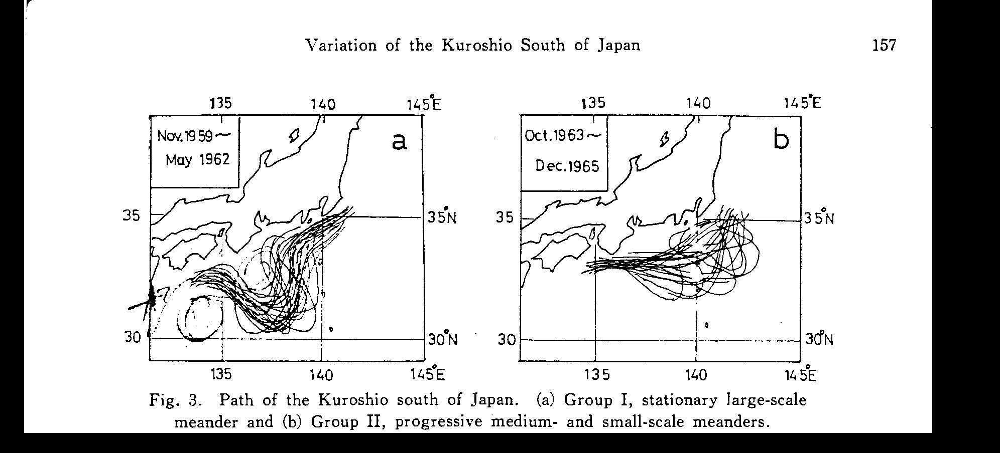 Variation of the Kuroshio South of Japan 157
135 140 145°E
Nov.1959~
May 1962
a
35 35°N
30 30°N
135 140 145°E
135 140 145°E
Oct.1963~
Dec.1965
b
35 35°N
30 30°N
135 140 145°E
Fig. 3. Path of the Kuroshio south of Japan. (a) Group I, stationary large-scale
meander and (b) Group II, progressive medium- and small-scale meanders.